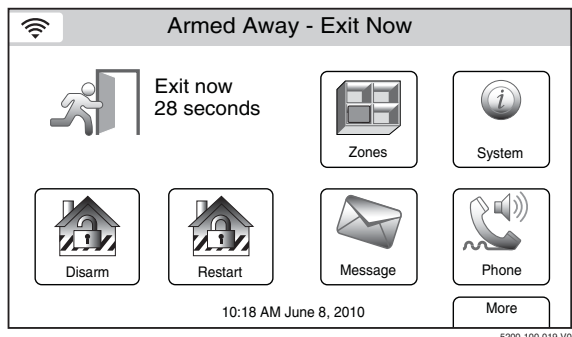 Armed Away - Exit Now
Exit now
28 seconds
Zones
System
Disarm
Restart
Message
Phone
10:18 AM June 8, 2010
More